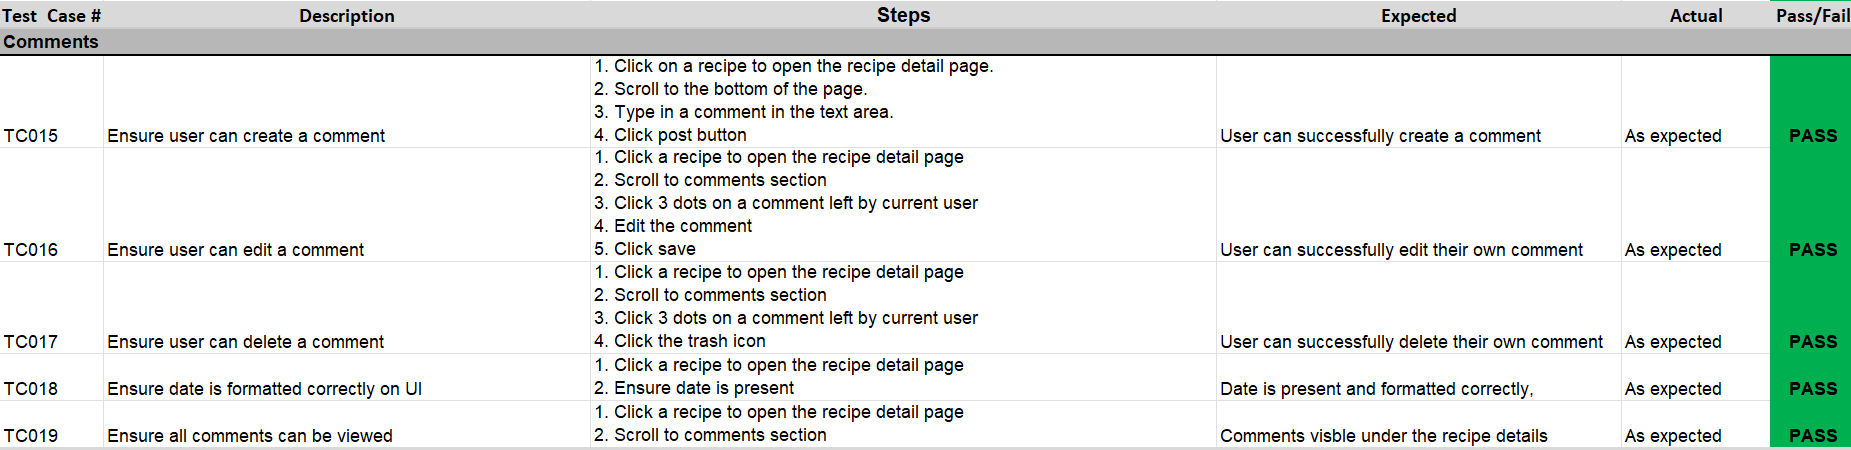 Test Case # Description Steps Expected Actual Pass/Fail
Comments
1. Click on a recipe to open the recipe detail page.
2. Scroll to the bottom of the page.
3. Type in a comment in the text area.
TC015 Ensure user can create a comment 4. Click post button User can successfully create a comment As expected PASS
1. Click a recipe to open the recipe detail page
2. Scroll to comments section
3. Click 3 dots on a comment left by current user
4. Edit the comment
TC016 Ensure user can edit a comment 5. Click save User can successfully edit their own comment As expected PASS
1. Click a recipe to open the recipe detail page
2. Scroll to comments section
3. Click 3 dots on a comment left by current user
TC017 Ensure user can delete a comment 4. Click the trash icon User can successfully delete their own comment As expected PASS
1. Click a recipe to open the recipe detail page
TC018 Ensure date is formatted correctly on UI 2. Ensure date is present Date is present and formatted correctly, As expected PASS
1. Click a recipe to open the recipe detail page
TC019 Ensure all comments can be viewed 2. Scroll to comments section Comments visble under the recipe details As expected PASS